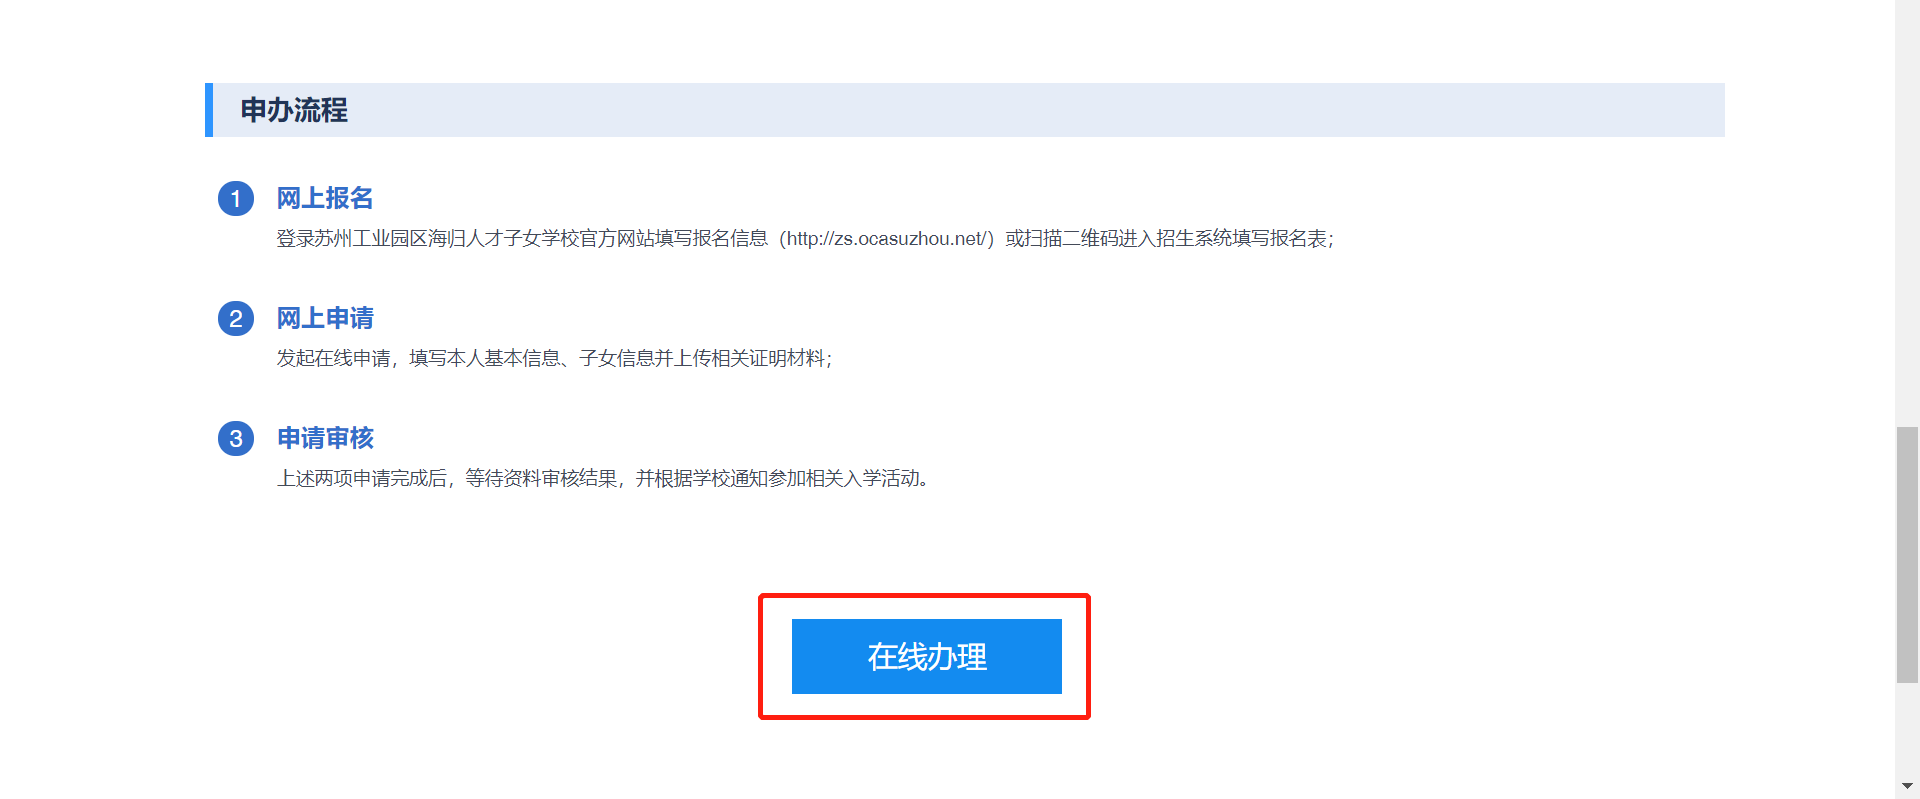 申办流程
1 网上报名
登录苏州工业园区海归人才子女学校官方网站填写报名信息（http://zs.ocasuzhou.net/）或扫描二维码进入招生系统填写报名表；
2 网上申请
发起在线申请，填写本人基本信息、子女信息并上传相关证明材料；
3 申请审核
上述两项申请完成后，等待资料审核结果，并根据学校通知参加相关入学活动。
在线办理